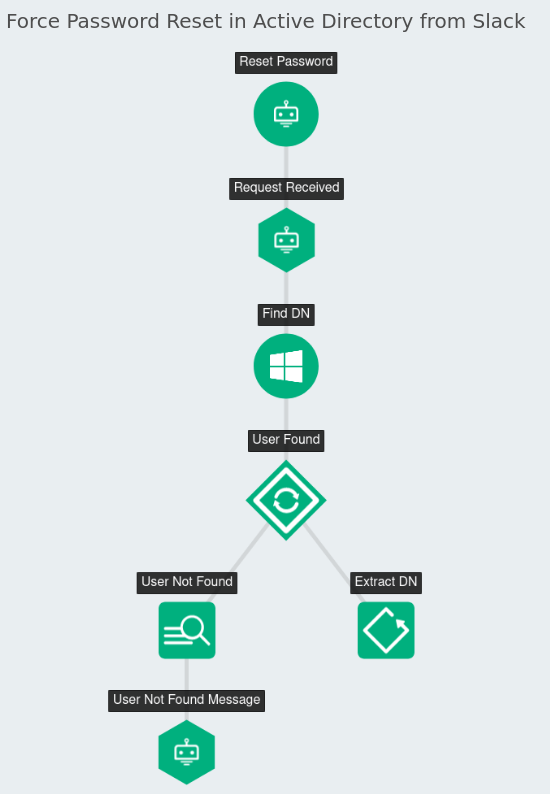 Force Password Reset in Active Directory from Slack
Reset Password
Request Received
Find DN
User Found
User Not Found
Extract DN
User Not Found Message